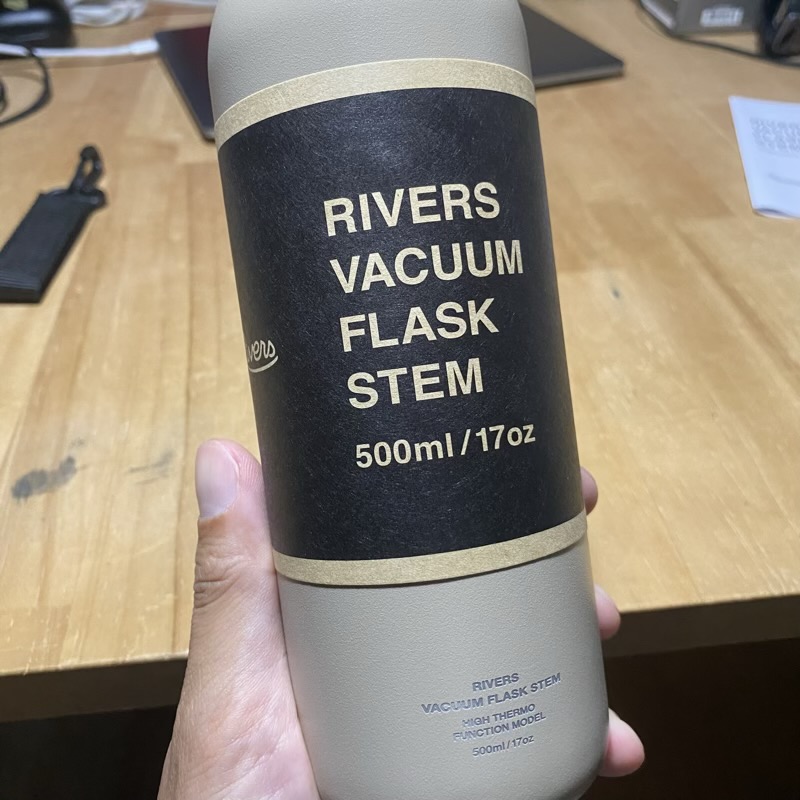 RIVERS
VACUUM
FLASK
STEM
500ml/17oz
RIVERS
VACUUM FLASK STEM
HIGH THERMO
FUNCTION MODEL
500ml/17oz